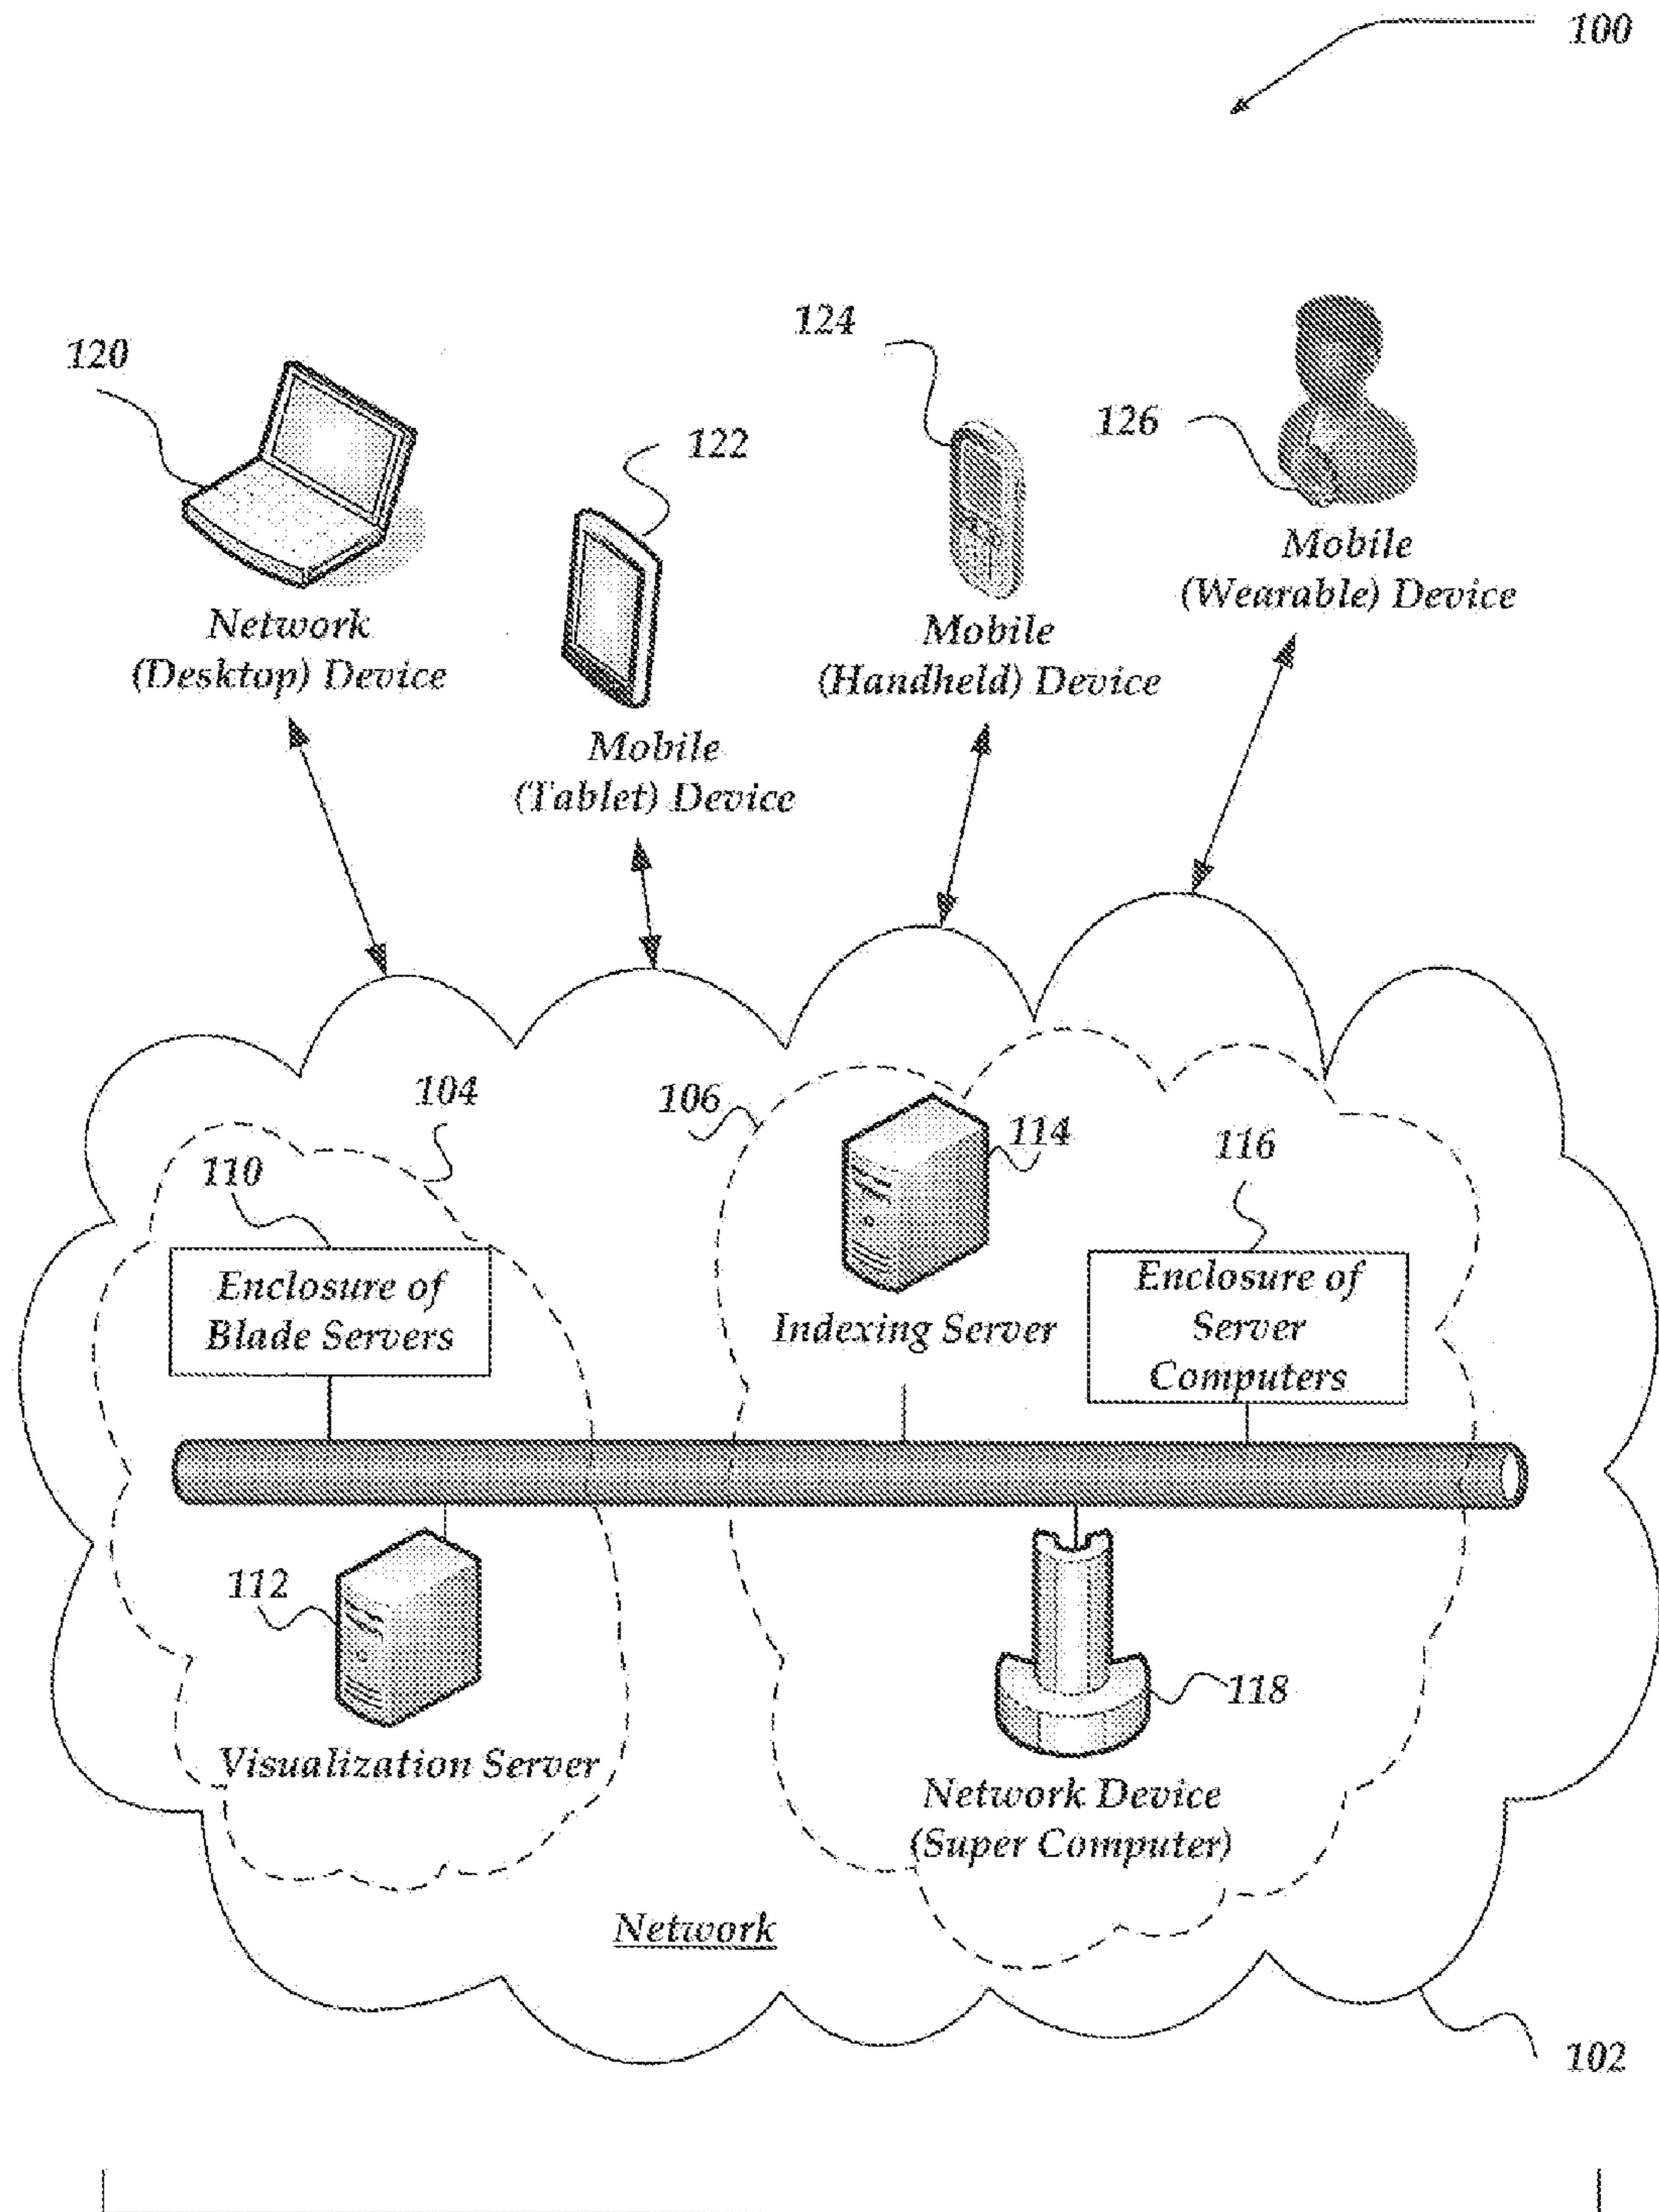 100
124
120
126
122
Mobile
(Wearable) Device
Network
(Desktop) Device
Mobile
(Handheld) Device
Mobile
(Tablet) Device
104
106
114
116
110
Enclosure of
Blade Servers
Indexing Server
Enclosure of
Server
Computers
112
118
Visualization Server
Network Device
(Super Computer)
Network
102